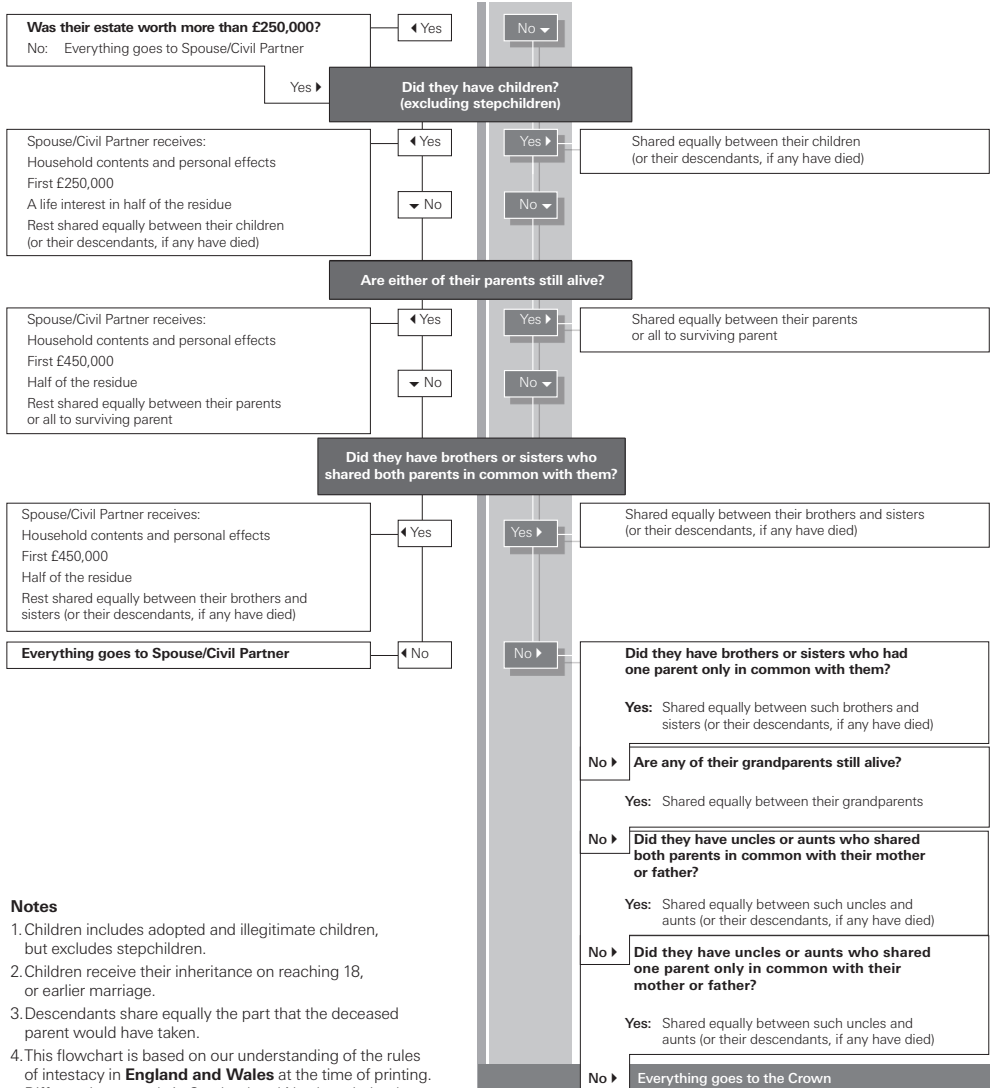 Was their estate worth more than £250,000?
No: Everything goes to Spouse/Civil Partner
Yes
No
Yes
Did they have children?
(excluding stepchildren)
Spouse/Civil Partner receives:
Household contents and personal effects
First £250,000
A life interest in half of the residue
Rest shared equally between their children
(or their descendants, if any have died)
Yes
No
Yes
No
Shared equally between their children
(or their descendants, if any have died)
Are either of their parents still alive?
Spouse/Civil Partner receives:
Household contents and personal effects
First £450,000
Half of the residue
Rest shared equally between their parents
or all to surviving parent
Yes
No
Yes
No
Shared equally between their parents
or all to surviving parent
Did they have brothers or sisters who
shared both parents in common with them?
Spouse/Civil Partner receives:
Household contents and personal effects
First £450,000
Half of the residue
Rest shared equally between their brothers and
sisters (or their descendants, if any have died)
Yes
Yes
Shared equally between their brothers and sisters
(or their descendants, if any have died)
Everything goes to Spouse/Civil Partner
No
No
Did they have brothers or sisters who had
one parent only in common with them?
Yes: Shared equally between such brothers and
sisters (or their descendants, if any have died)
No
Are any of their grandparents still alive?
Yes: Shared equally between their grandparents
No
Did they have uncles or aunts who shared
both parents in common with their mother
or father?
Yes: Shared equally between such uncles and
aunts (or their descendants, if any have died)
No
Did they have uncles or aunts who shared
one parent only in common with their
mother or father?
Yes: Shared equally between such uncles and
aunts (or their descendants, if any have died)
No
Everything goes to the Crown
Notes
1. Children includes adopted and illegitimate children,
but excludes stepchildren.
2. Children receive their inheritance on reaching 18,
or earlier marriage.
3. Descendants share equally the part that the deceased
parent would have taken.
4. This flowchart is based on our understanding of the rules
of intestacy in England and Wales at the time of printing.